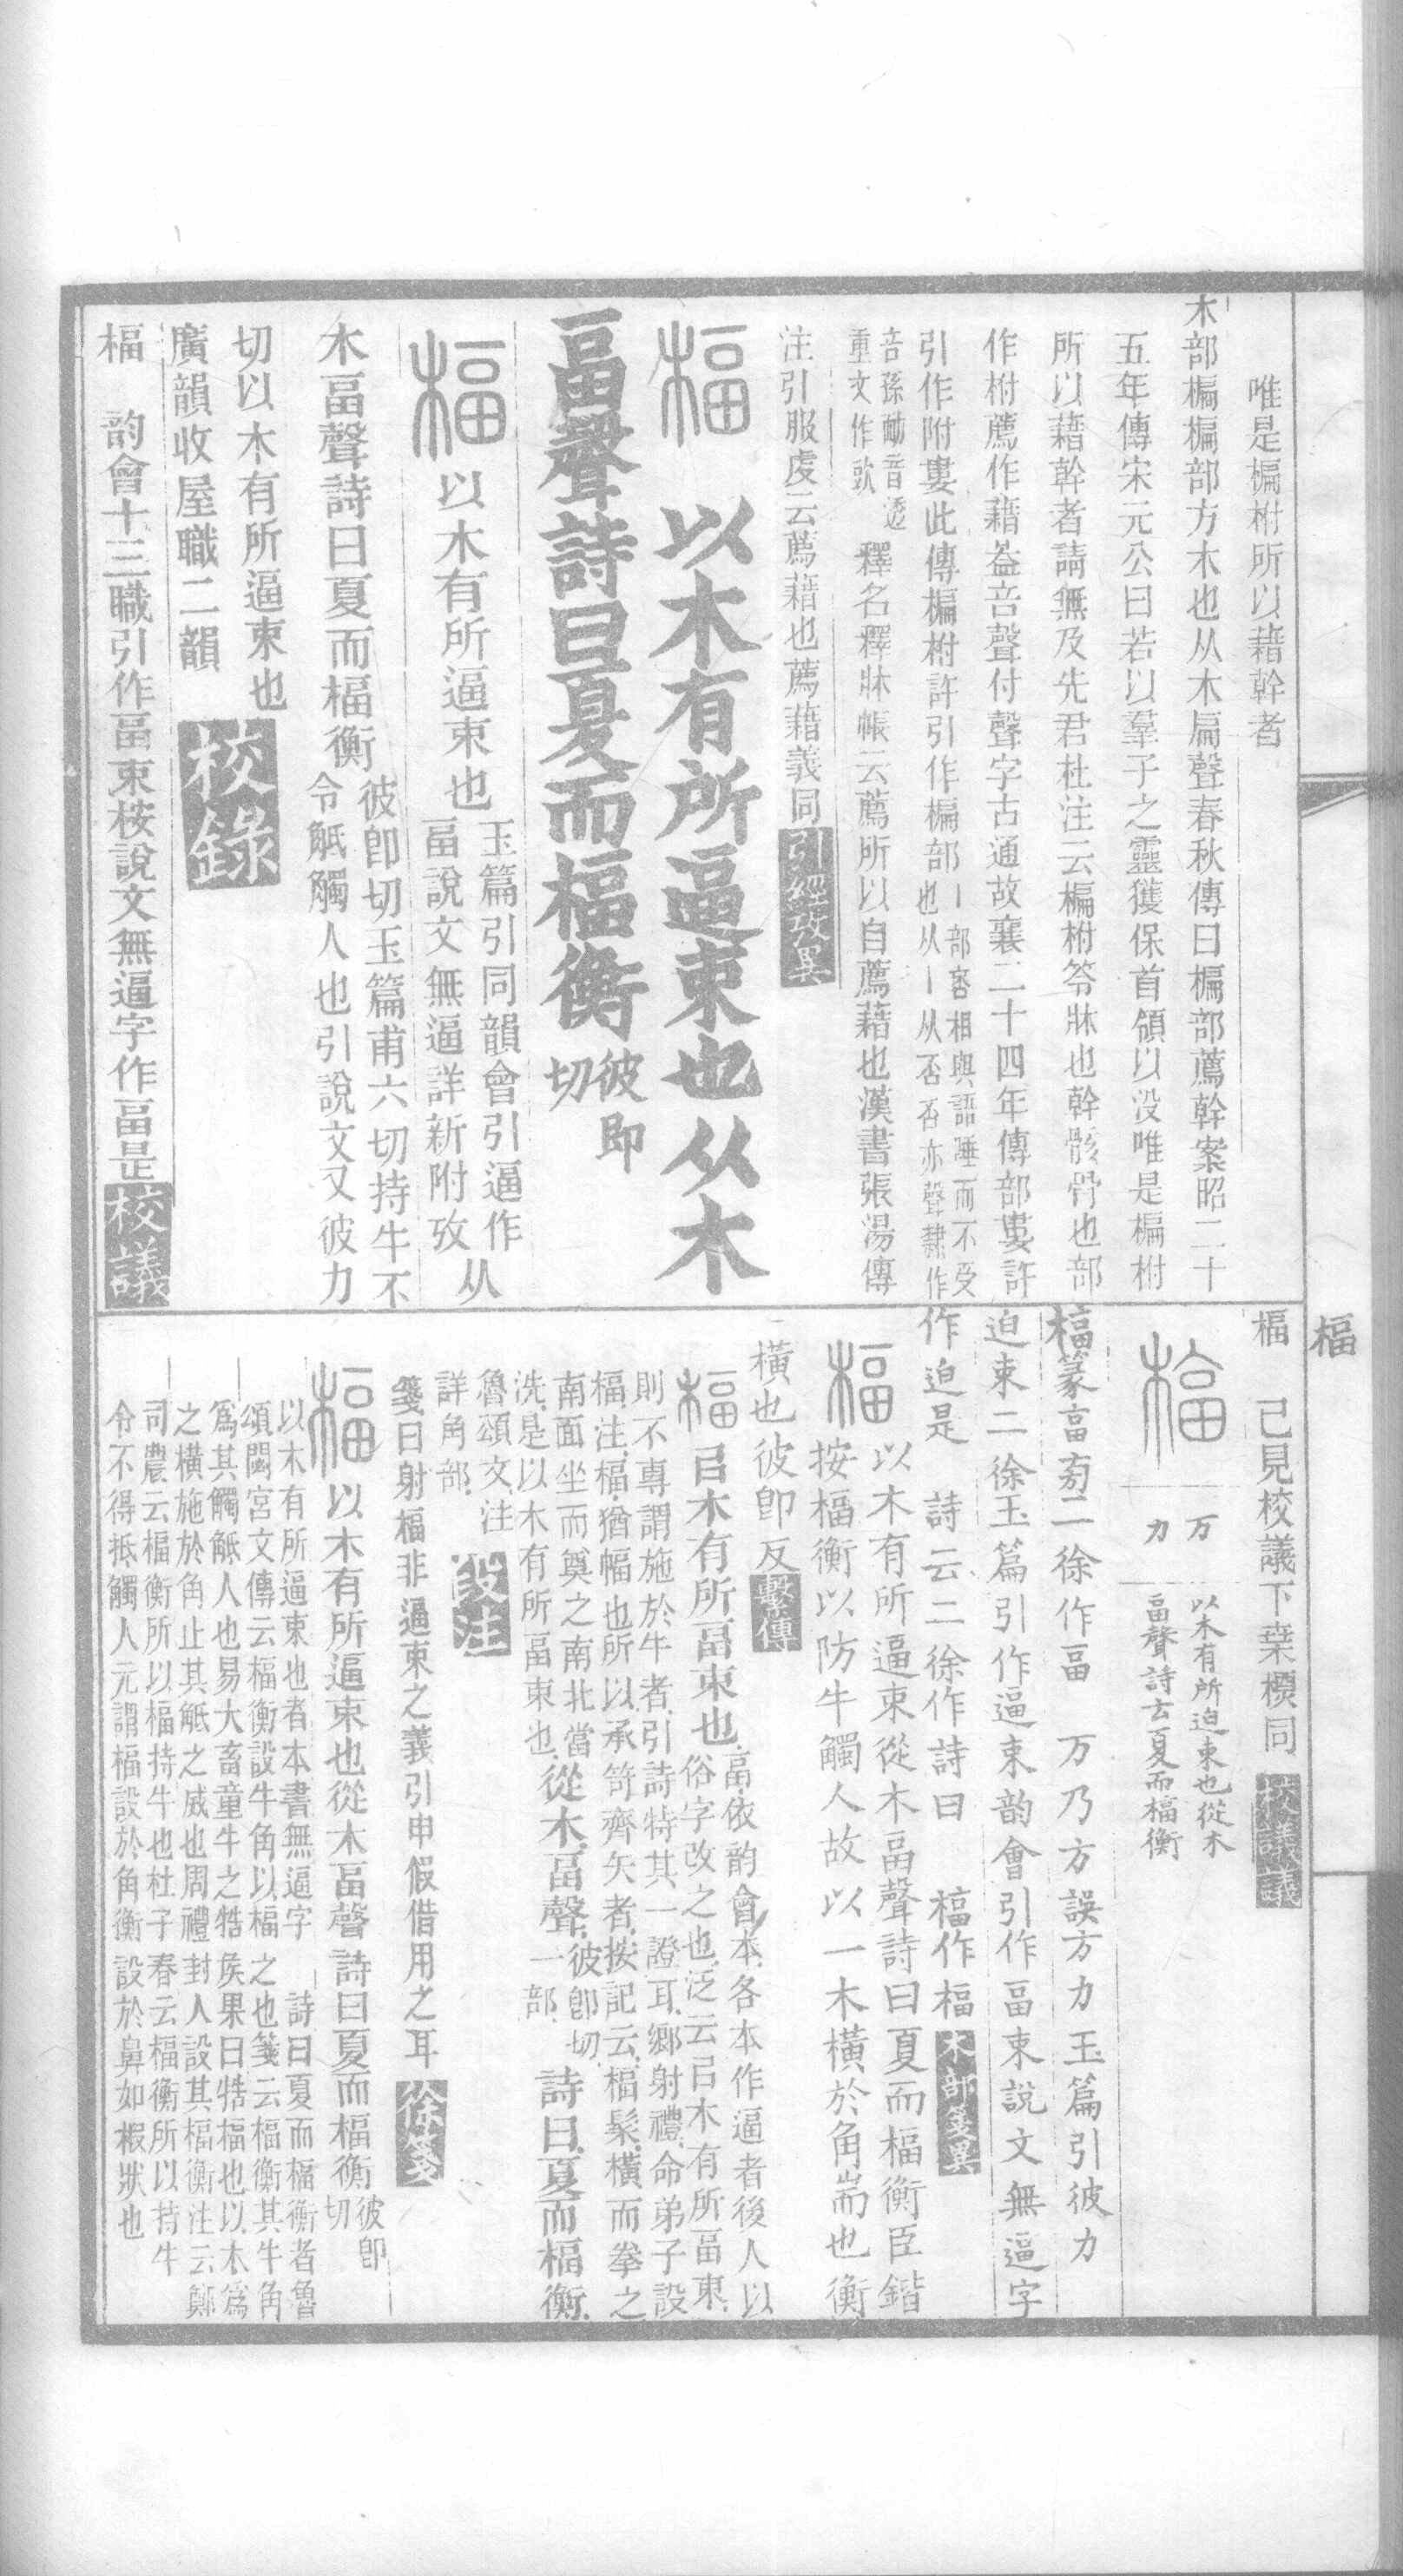 唯是楄柎所以藉幹者
木部楄楄部方木也从木扁聲春秋傳曰楄部薦幹案昭二十
五年傳宋元公曰若以羣子之靈獲保首領以没唯是楄柎
所以藉幹者請無及先君杜注云楄柎笭牀也幹骸骨也部
作柎薦作藉葢咅聲付聲字古通故襄二十四年傳部婁許
引作附婁此傳楄柎許引作楄部丶部咅相與語唾而不受
也从丶从否否亦聲隸作
咅孫愐音透
重文作㰯
釋名釋牀帳云薦所以自薦藉也漢書張湯傳
注引服虔云薦藉也薦藉義同引經攷異
楅 以木有所逼束也从木
畐聲詩曰夏而楅衡彼即
切
楅 以木有所逼束也玉篇引同韻會引逼作
畐說文無逼詳新附攷从
木畐聲詩曰夏而楅衡彼卽切玉篇甫六切持牛不
令觝觸人也引說文又彼力
切以木有所逼束也
廣韻收屋職二韻 校錄
楅 韵會十三職引作畐束桉說文無逼字作畐是校議
楅
楅 已見校議下葉標同 校議議
楅 万
力
以木有所迫束也從木
畐聲詩云夏而楅衡
楅篆畐㫄二徐作畐 万乃方誤方力玉篇引彼力
迫束二徐玉篇引作逼束韵會引作畐束說文無逼字
作迫是 詩云二徐作詩曰 楅作楅 木部箋異
楅 以木有所逼束從木畐聲詩曰夏而楅衡臣鍇
按楅衡以防牛觸人故以一木橫於角耑也衡
橫也彼卽反繫傳
楅 㠯木有所畐束也畐依韵會本各本作逼者後人以
俗字改之也泛云㠯木有所畐束
則不專謂施於牛者引詩特其一證耳鄉射禮命弟子設
楅注楅猶幅也所以承笴齊矢者按記云楅髤橫而拳之
南面坐而奠之南北當
洗是以木有所畐束也從木畐聲彼卽切
一部 詩曰夏而楅衡
魯頌文注
詳角部 段注
箋曰射楅非逼束之義引申假借用之耳 徐箋
楅 以木有所逼束也從木畐聲詩曰夏而楅衡彼卽
切
以木有所逼束也者本書無逼字 詩曰夏而楅衡者魯
頌閟宮文傳云楅衡設牛角以楅之也箋云楅衡其牛角
爲其觸觝人也易大畜童牛之牿矦果曰牿楅也以木爲
之橫施於角止其觝之威也周禮封人設其楅衡注云鄭
司農云楅衡所以楅持牛也杜子春云楅衡所以持牛
令不得抵觸人元謂楅設於角衡設於鼻如椵狀也